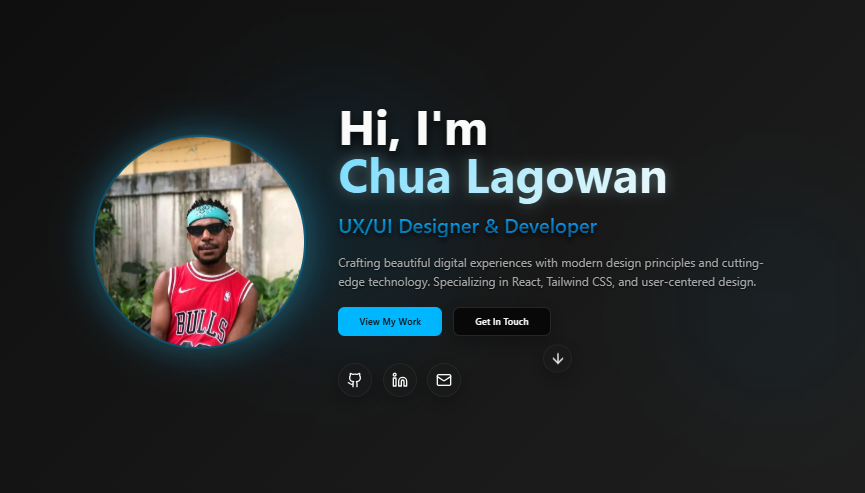 Hi, I'm
Chua Lagowan
UX/UI Designer & Developer
Crafting beautiful digital experiences with modern design principles and cutting-
edge technology. Specializing in React, Tailwind CSS, and user-centered design.
View My Work
Get In Touch
BULLS